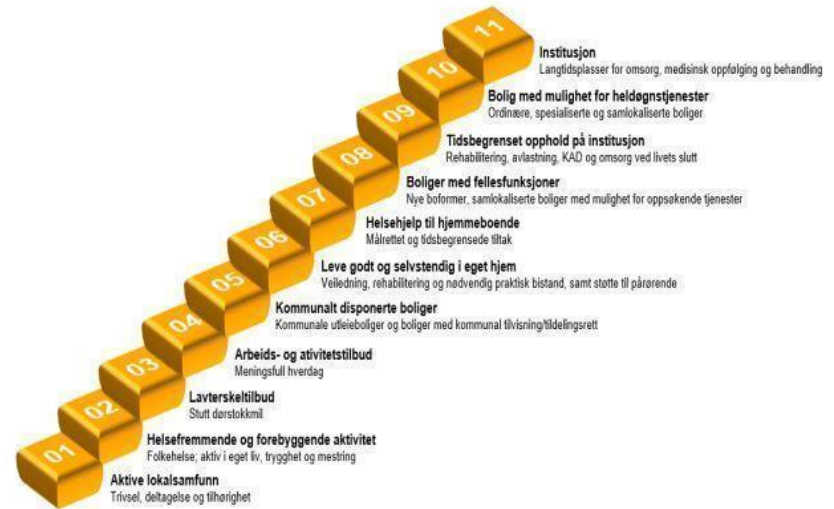 11
Institusjon
Langtidsplasser for omsorg, medisinsk oppfølging og behandling
10
Bolig med mulighet for heldøgnstjenester
Ordinære, spesialiserte og samlokaliserte boliger
09
Tidsbegrenset opphold på institusjon
Rehabilitering, avlastning, KAD og omsorg ved livets slutt
08
Boliger med fellesfunksjoner
Nye boformer, samlokaliserte boliger med mulighet for oppsøkende tjenester
07
Helsehjelp til hjemmeboende
Målrettet og tidsbegrensede tiltak
06
Leve godt og selvstendig i eget hjem
Veiledning, rehabilitering og nødvendig praktisk bistand, samt støtte til pårørende
05
Kommunalt disponerte boliger
Kommunale utleieboliger og boliger med kommunal tilvisning/tildelingsrett
04
Arbeids- og ativitetstilbud
Meningsfull hverdag
03
Lavterskeltilbud
Stutt dørstokkmil
02
Helsefremmende og forebyggende aktivitet
Folkehelse; aktiv i eget liv, trygghet og mestring
01
Aktive lokalsamfunn
Trivsel, deltagelse og tilhørighet